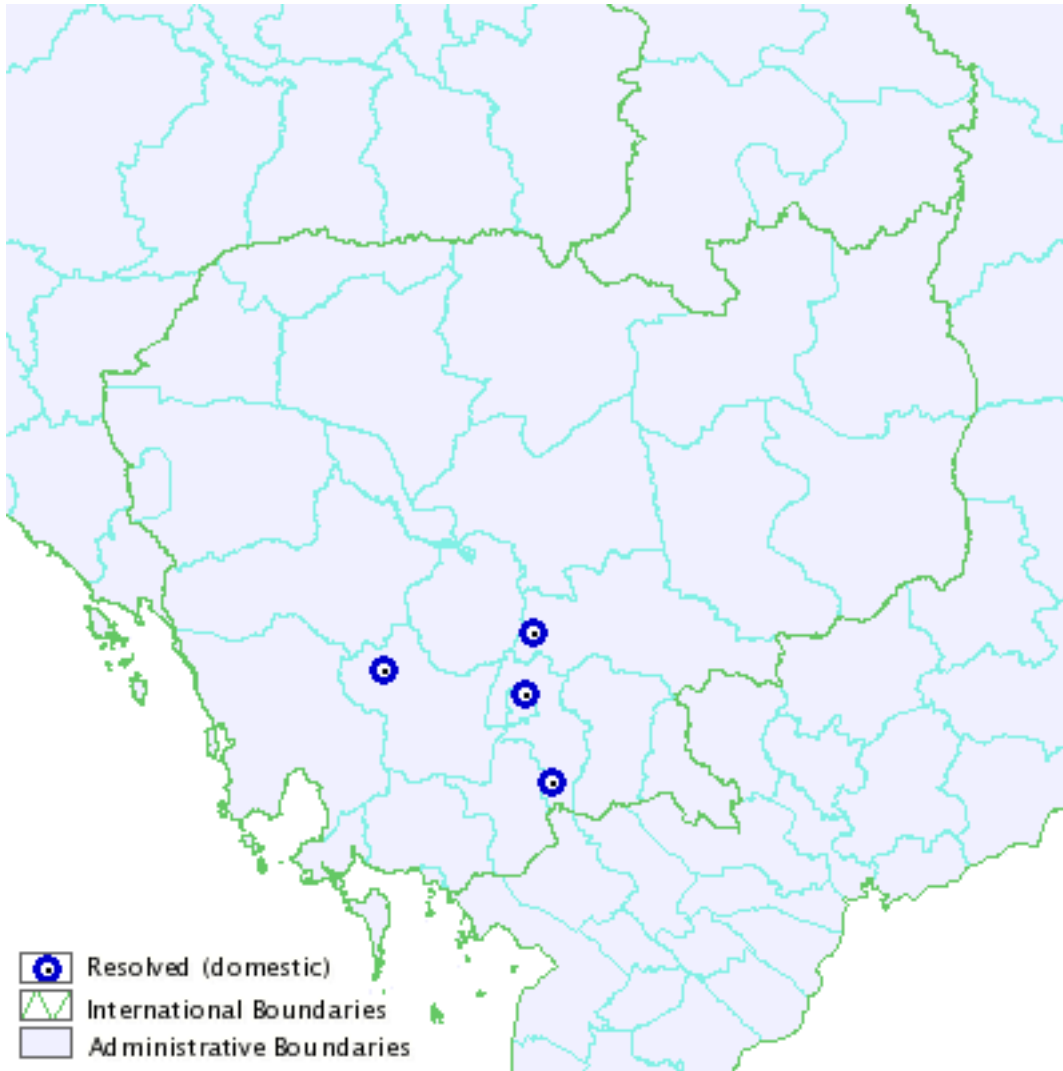 Resolved (domestic)
International Boundaries
Administrative Boundaries